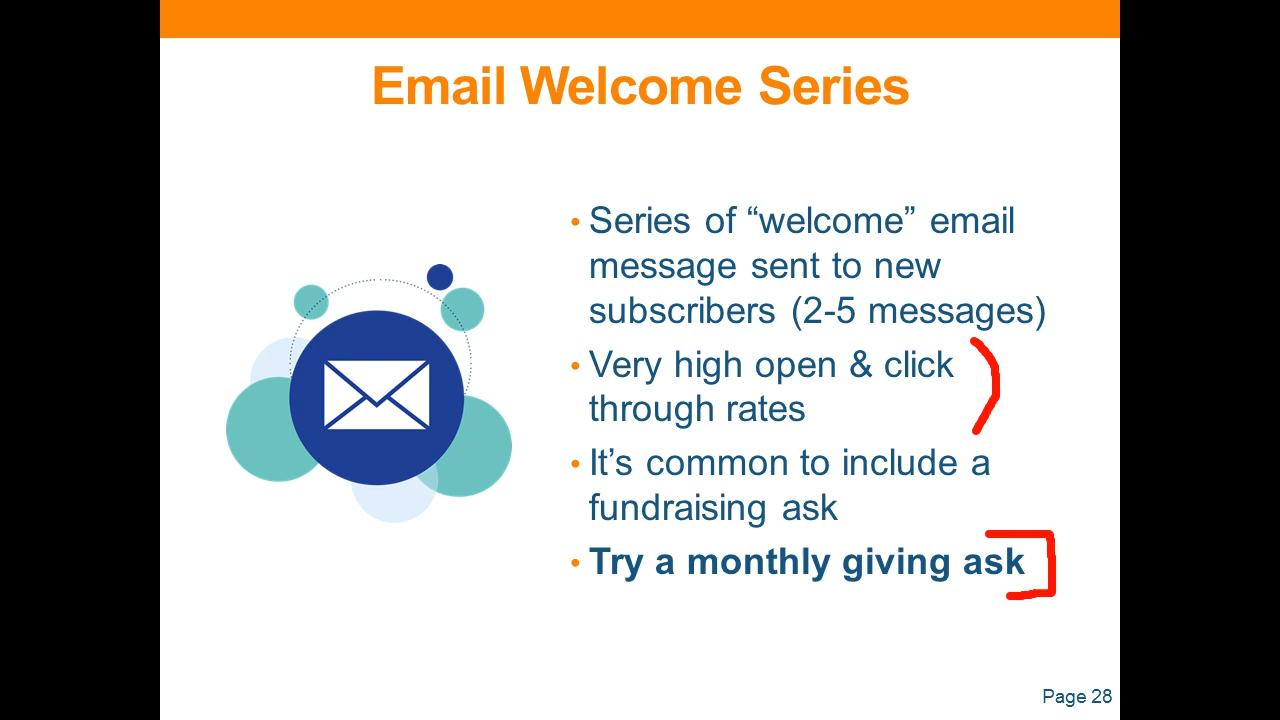 Email Welcome Series
• Series of “welcome” email
message sent to new
subscribers (2-5 messages)
• Very high open & click
through rates
• It’s common to include a
fundraising ask
• Try a monthly giving ask
Page 28